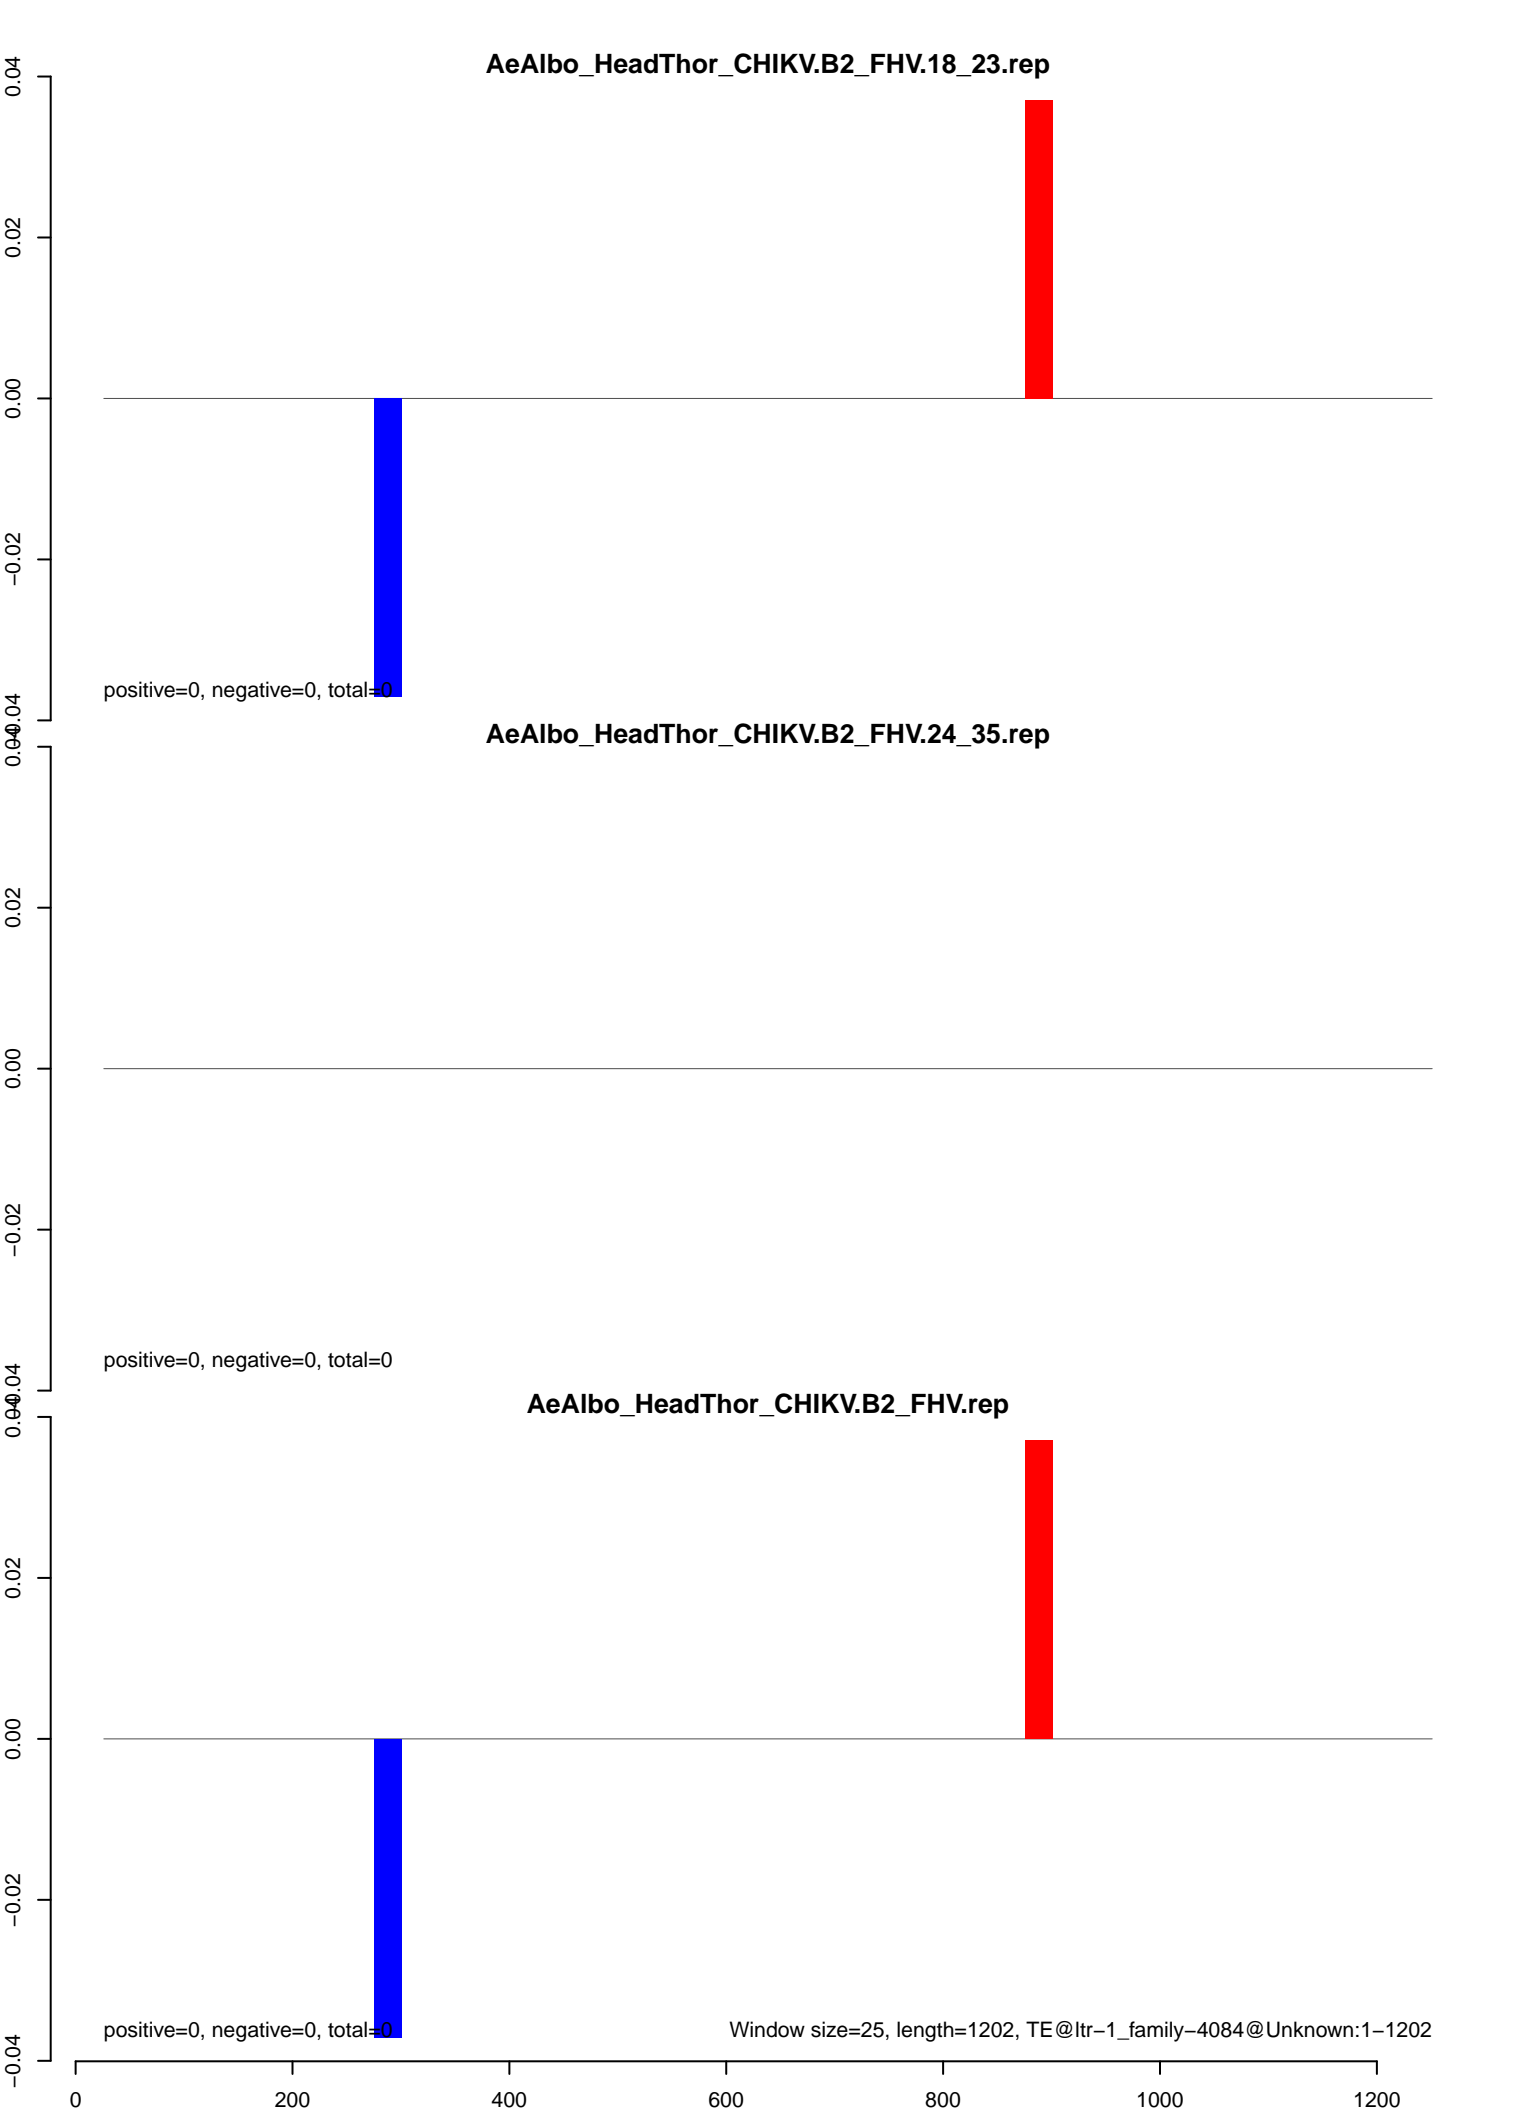 AeAlbo_HeadThor_CHIKV.B2_FHV.18_23.rep
0.04
0.02
0.00
−0.02
−0.04
positive=0, negative=0, total=0
AeAlbo_HeadThor_CHIKV.B2_FHV.24_35.rep
0.04
0.02
0.00
−0.02
−0.04
positive=0, negative=0, total=0
AeAlbo_HeadThor_CHIKV.B2_FHV.rep
0.04
0.02
0.00
−0.02
−0.04
positive=0, negative=0, total=0
Window size=25, length=1202, TE@ltr−1_family−4084@Unknown:1−1202
0 200 400 600 800 1000 1200